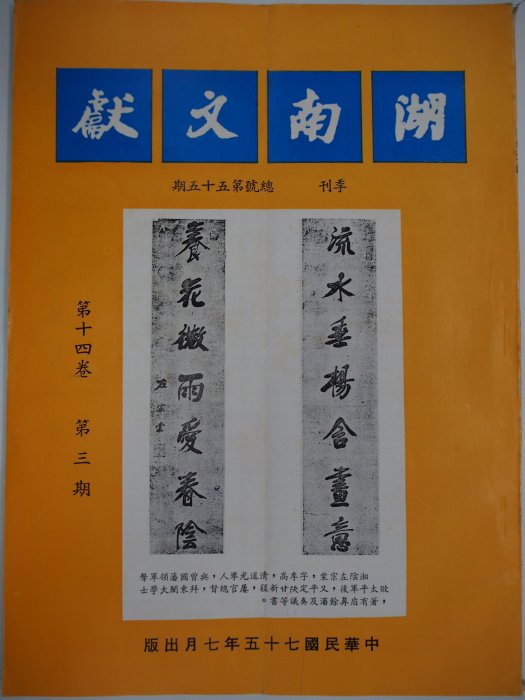 湖南文獻
季刊 總號第五十五期
流水垂楊含畫意
養花微雨愛春陰
左宗棠
第十四卷 第三期
湘陰左宗棠,字季高,清道光舉人,與曾國藩領軍擊
敗太平軍後,又平定陝甘新疆,屢官總督,拜東閣大學士
,著有盾鼻餘瀋及奏議等書。
中華民國七十五年七月出版